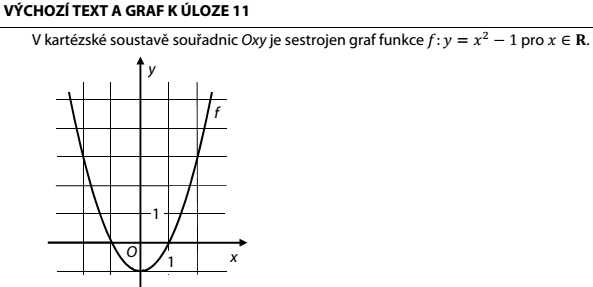 VÝCHOZÍ TEXT A GRAF K ÚLOZE 11
V kartézské soustavě souřadnic Oxy je sestrojen graf funkce f: y = x² − 1 pro x ∈ R.
y
f
1
O
1
x